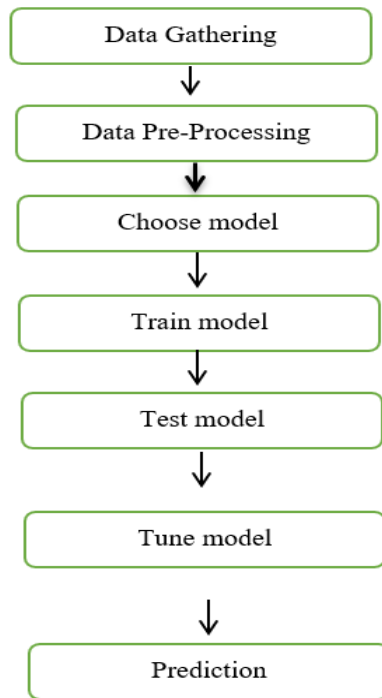 Data Gathering
Data Pre-Processing
Choose model
Train model
Test model
Tune model
Prediction